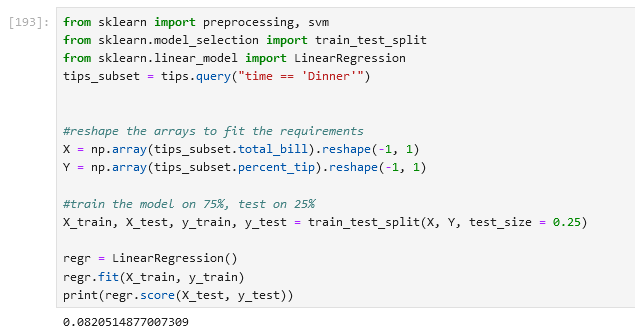 [193]: from sklearn import preprocessing, svm
from sklearn.model_selection import train_test_split
from sklearn.linear_model import LinearRegression
tips_subset = tips.query("time == 'Dinner'")
#reshape the arrays to fit the requirements
X = np.array(tips_subset.total_bill).reshape(-1, 1)
Y = np.array(tips_subset.percent_tip).reshape(-1, 1)
#train the model on 75%, test on 25%
X_train, X_test, y_train, y_test = train_test_split(X, Y, test_size = 0.25)
regr = LinearRegression()
regr.fit(X_train, y_train)
print(regr.score(X_test, y_test))
0.0820514877007309